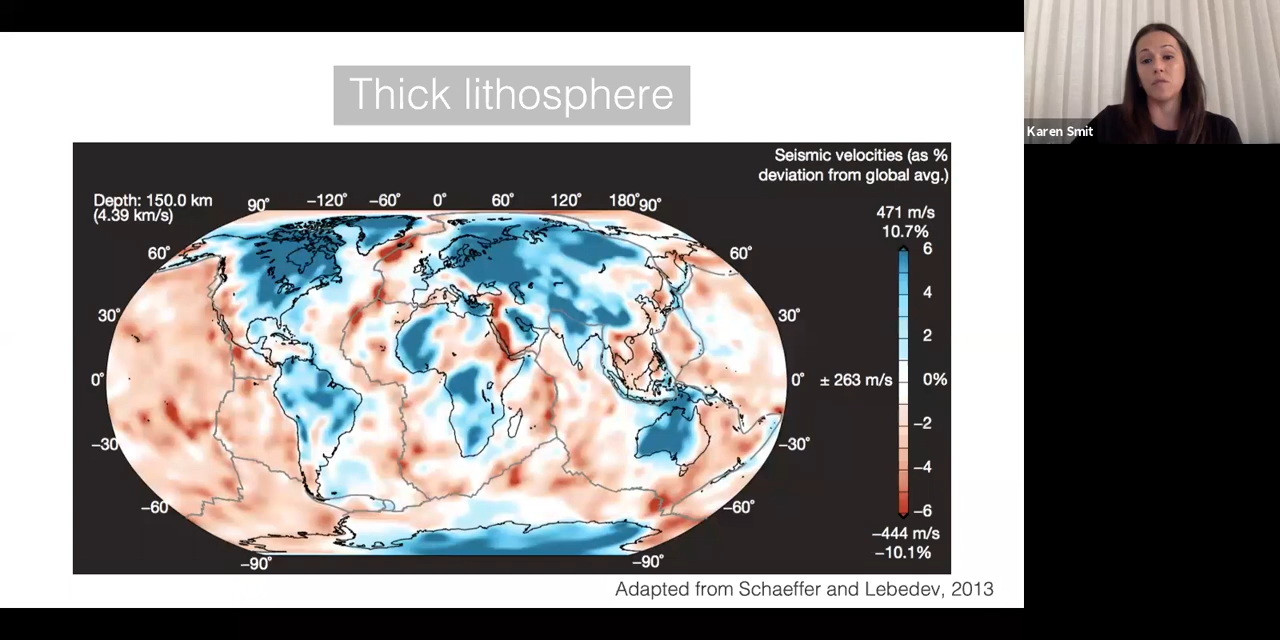 Thick lithosphere
Seismic velocities (as %
deviation from global avg.)
Depth: 150.0 km
(4.39 km/s)
90° −120° −60° 0° 60° 120° 180° 90°
471 m/s
10.7%
60° 60°
6
4
30° 30°
2
0° 0° ± 263 m/s 0%
−2
−30 −30°
−4
−60 −60°
−6
−444 m/s
−10.1%
−90° −90°
Adapted from Schaeffer and Lebedev, 2013
Karen Smit